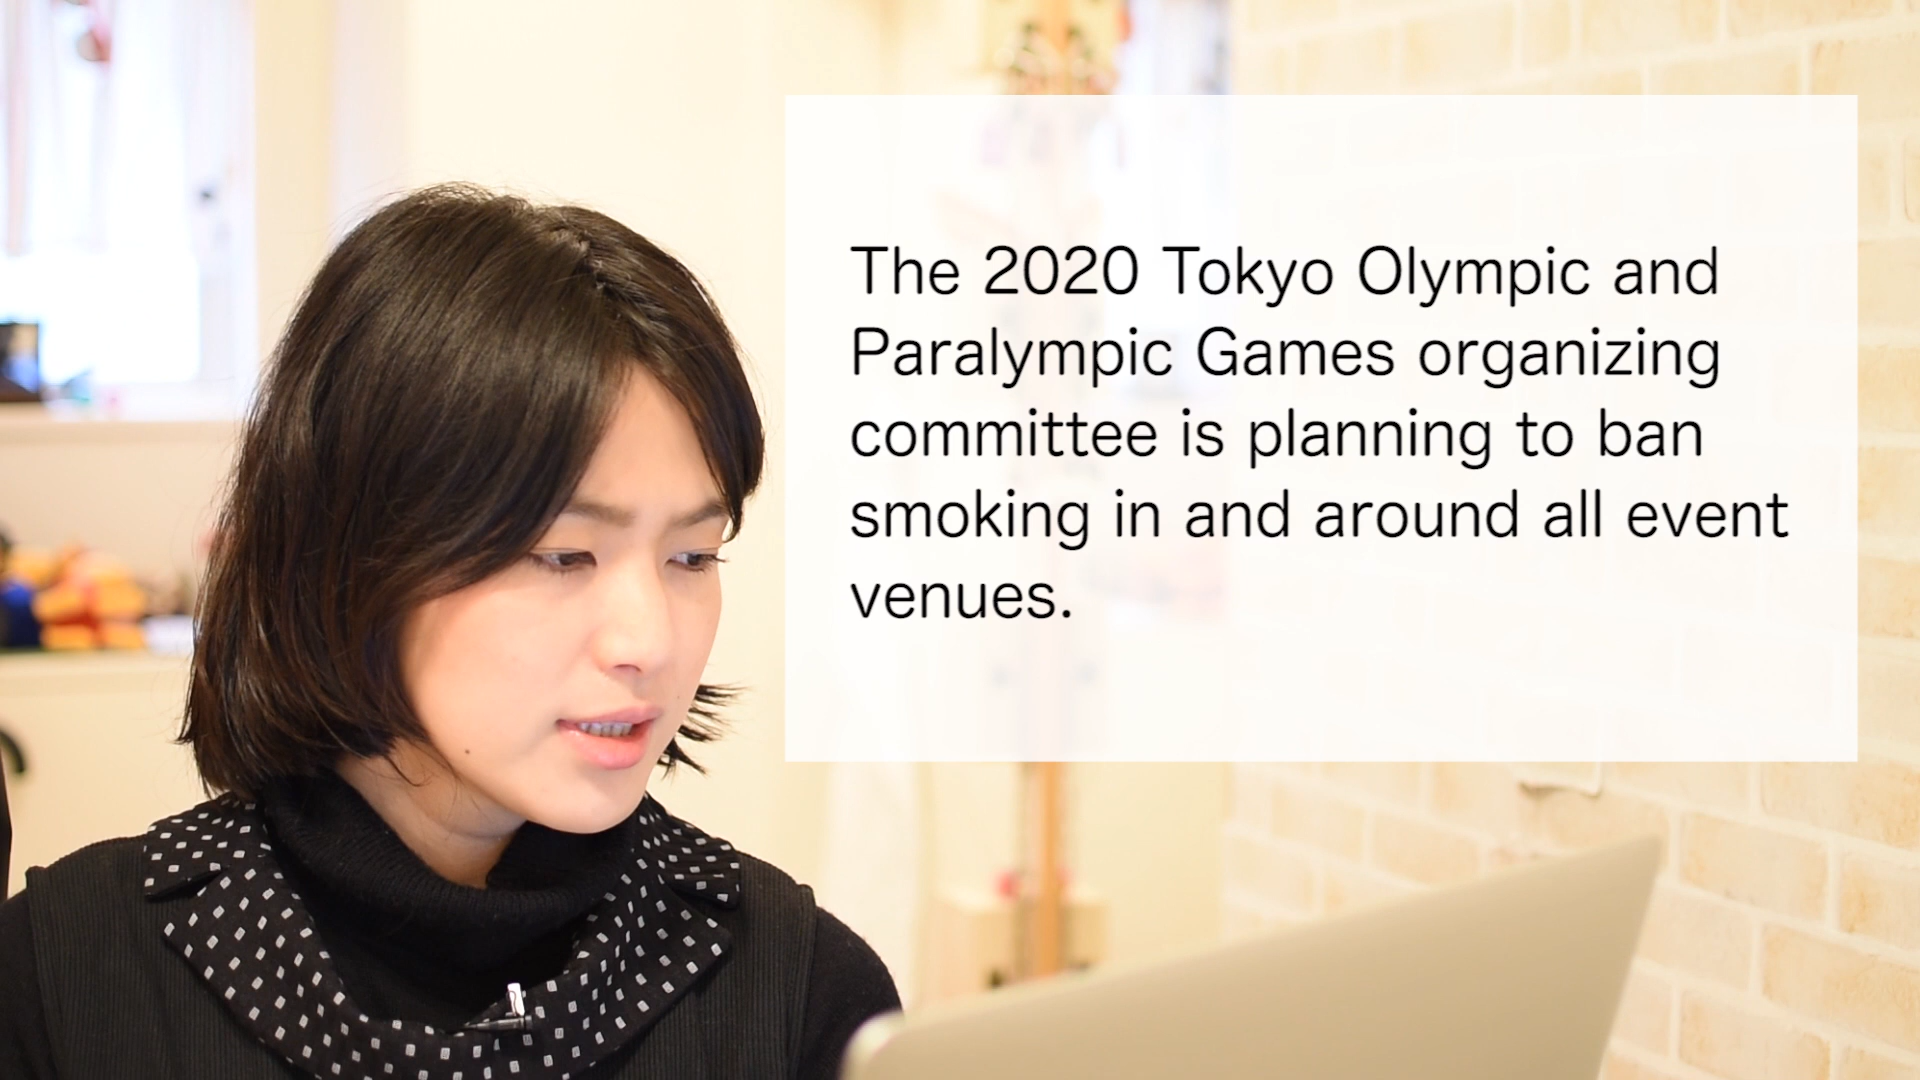 The 2020 Tokyo Olympic and
Paralympic Games organizing
committee is planning to ban
smoking in and around all event
venues.